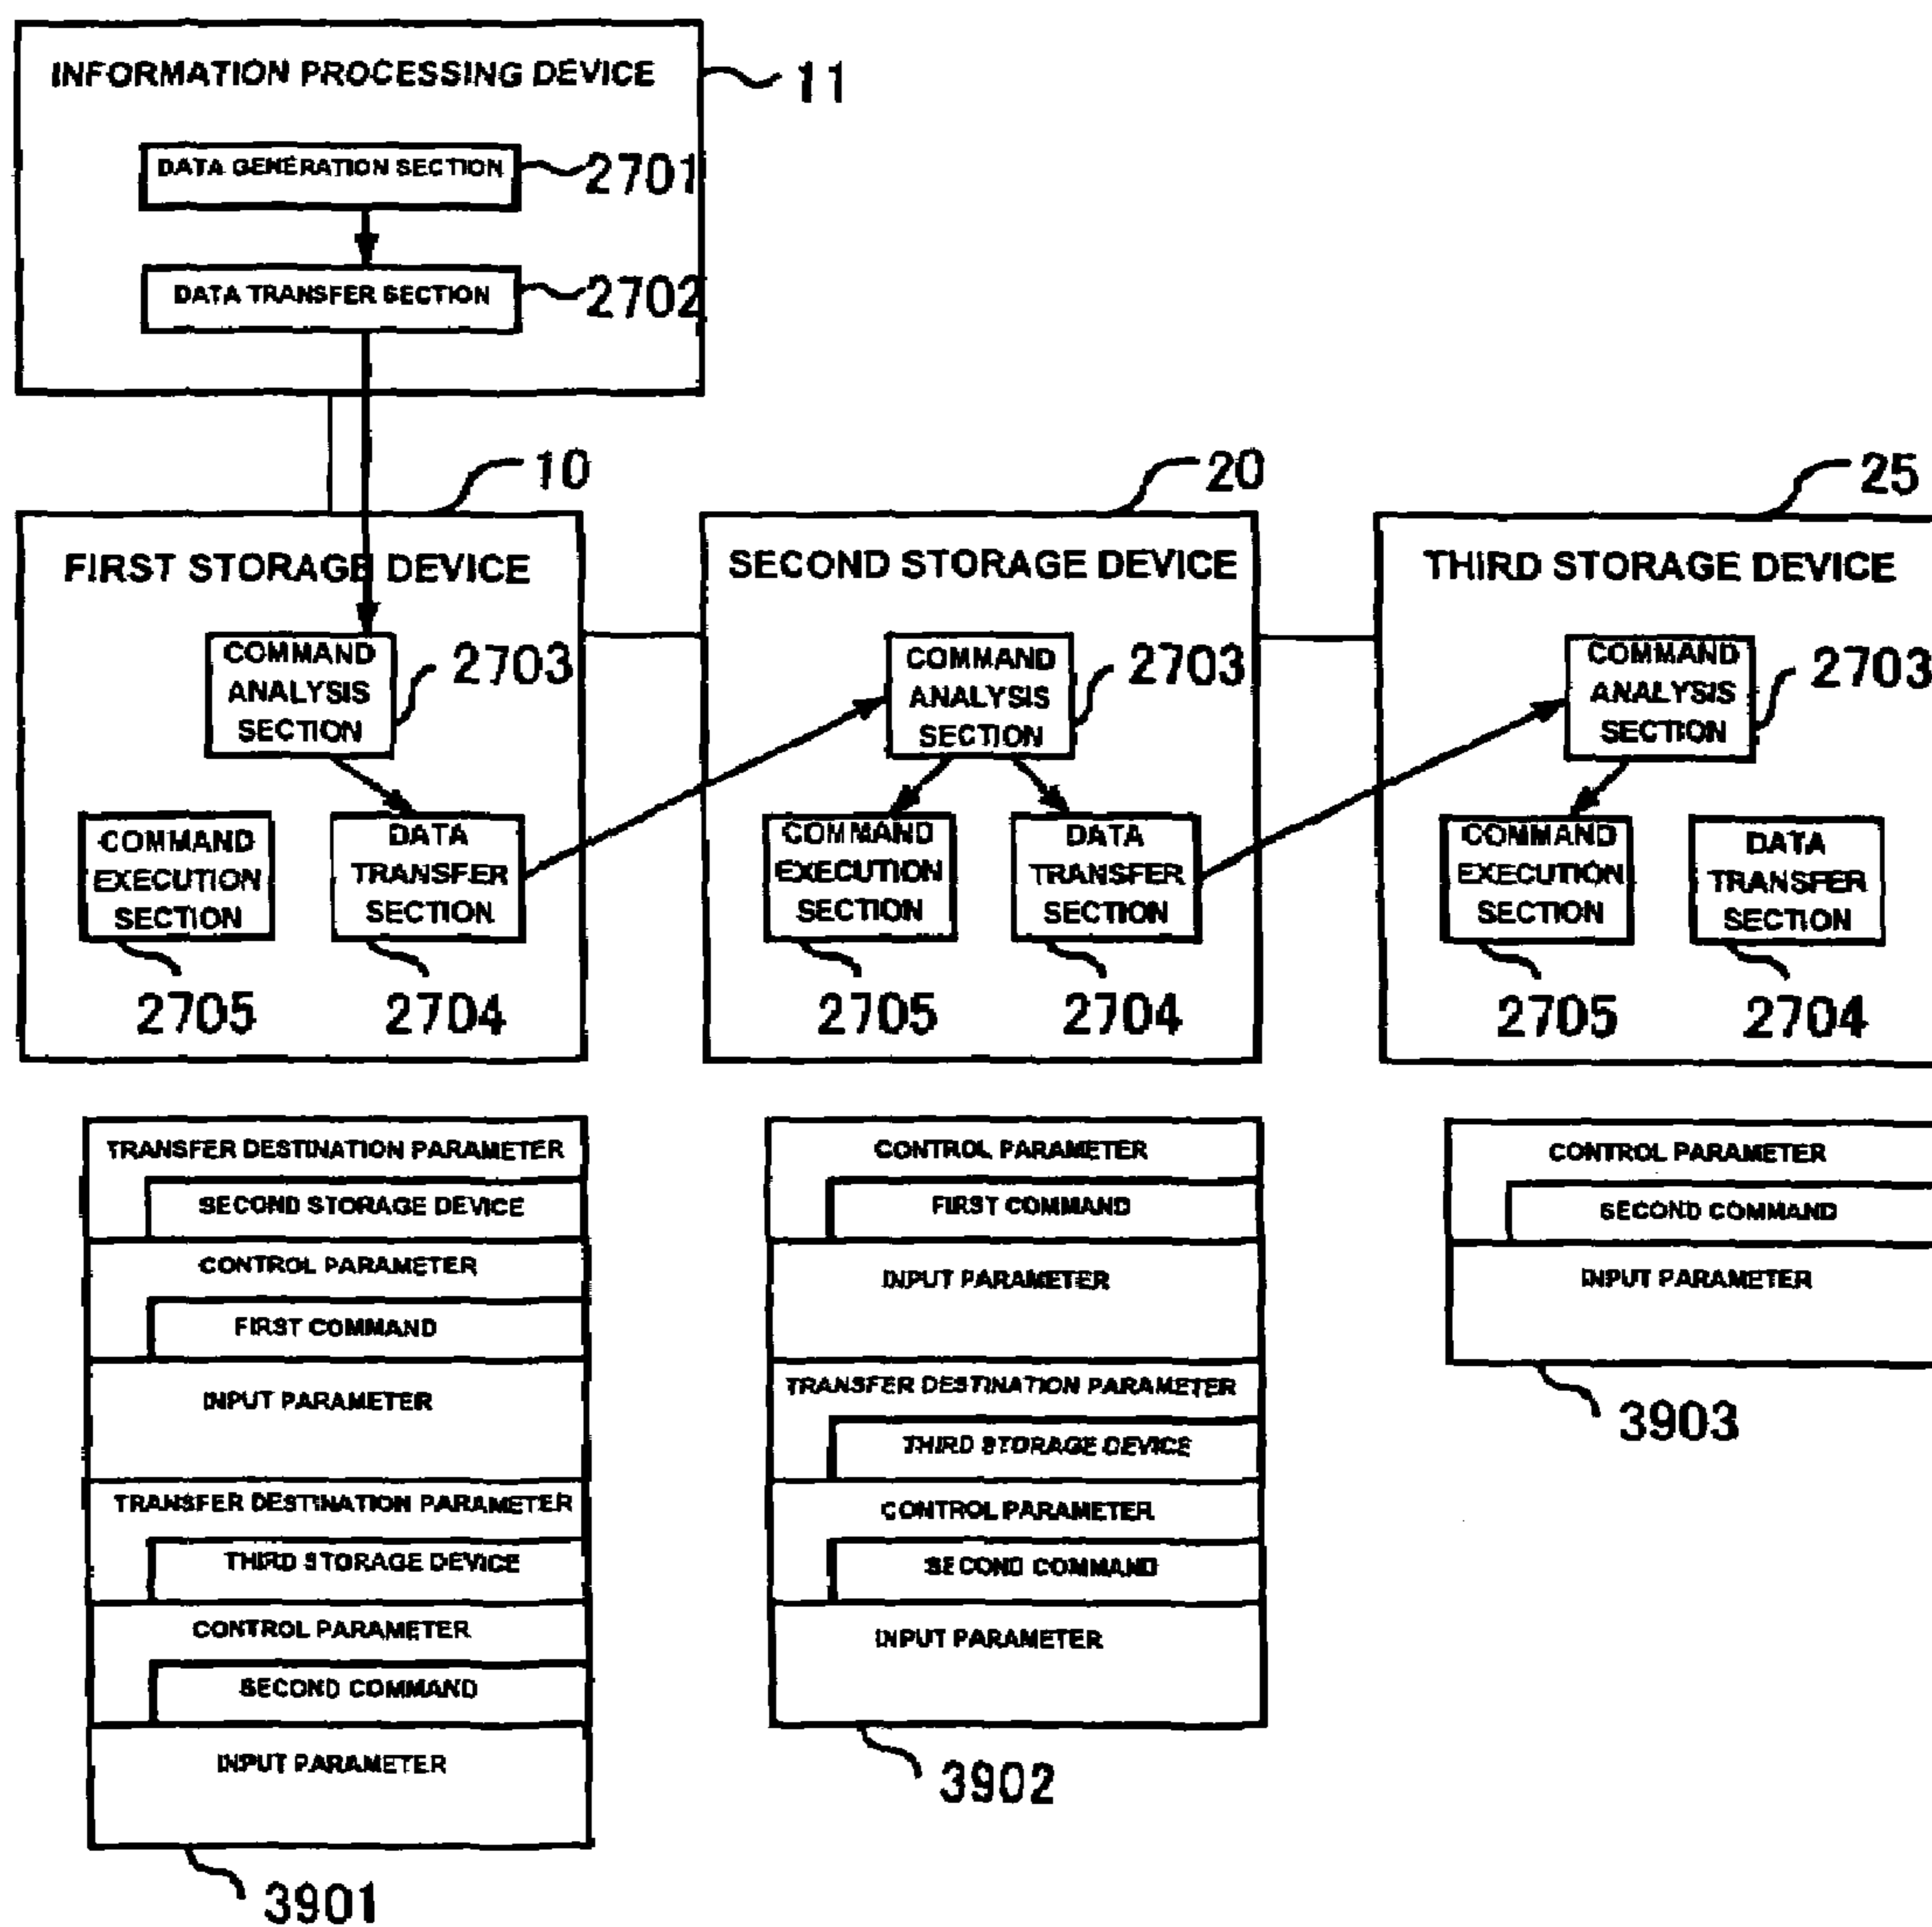 INFORMATION PROCESSING DEVICE
11
DATA GENERATION SECTION
2701
DATA TRANSFER SECTION
2702
10
20
25
FIRST STORAGE DEVICE
SECOND STORAGE DEVICE
THIRD STORAGE DEVICE
COMMAND
ANALYSIS
SECTION
2703
COMMAND
ANALYSIS
SECTION
2703
COMMAND
ANALYSIS
SECTION
2703
COMMAND
EXECUTION
SECTION
DATA
TRANSFER
SECTION
COMMAND
EXECUTION
SECTION
DATA
TRANSFER
SECTION
COMMAND
EXECUTION
SECTION
DATA
TRANSFER
SECTION
2705
2704
2705
2704
2705
2704
TRANSFER DESTINATION PARAMETER
SECOND STORAGE DEVICE
CONTROL PARAMETER
FIRST COMMAND
INPUT PARAMETER
TRANSFER DESTINATION PARAMETER
THIRD STORAGE DEVICE
CONTROL PARAMETER
SECOND COMMAND
INPUT PARAMETER
3901
CONTROL PARAMETER
FIRST COMMAND
INPUT PARAMETER
TRANSFER DESTINATION PARAMETER
THIRD STORAGE DEVICE
CONTROL PARAMETER
SECOND COMMAND
INPUT PARAMETER
3902
CONTROL PARAMETER
SECOND COMMAND
INPUT PARAMETER
3903